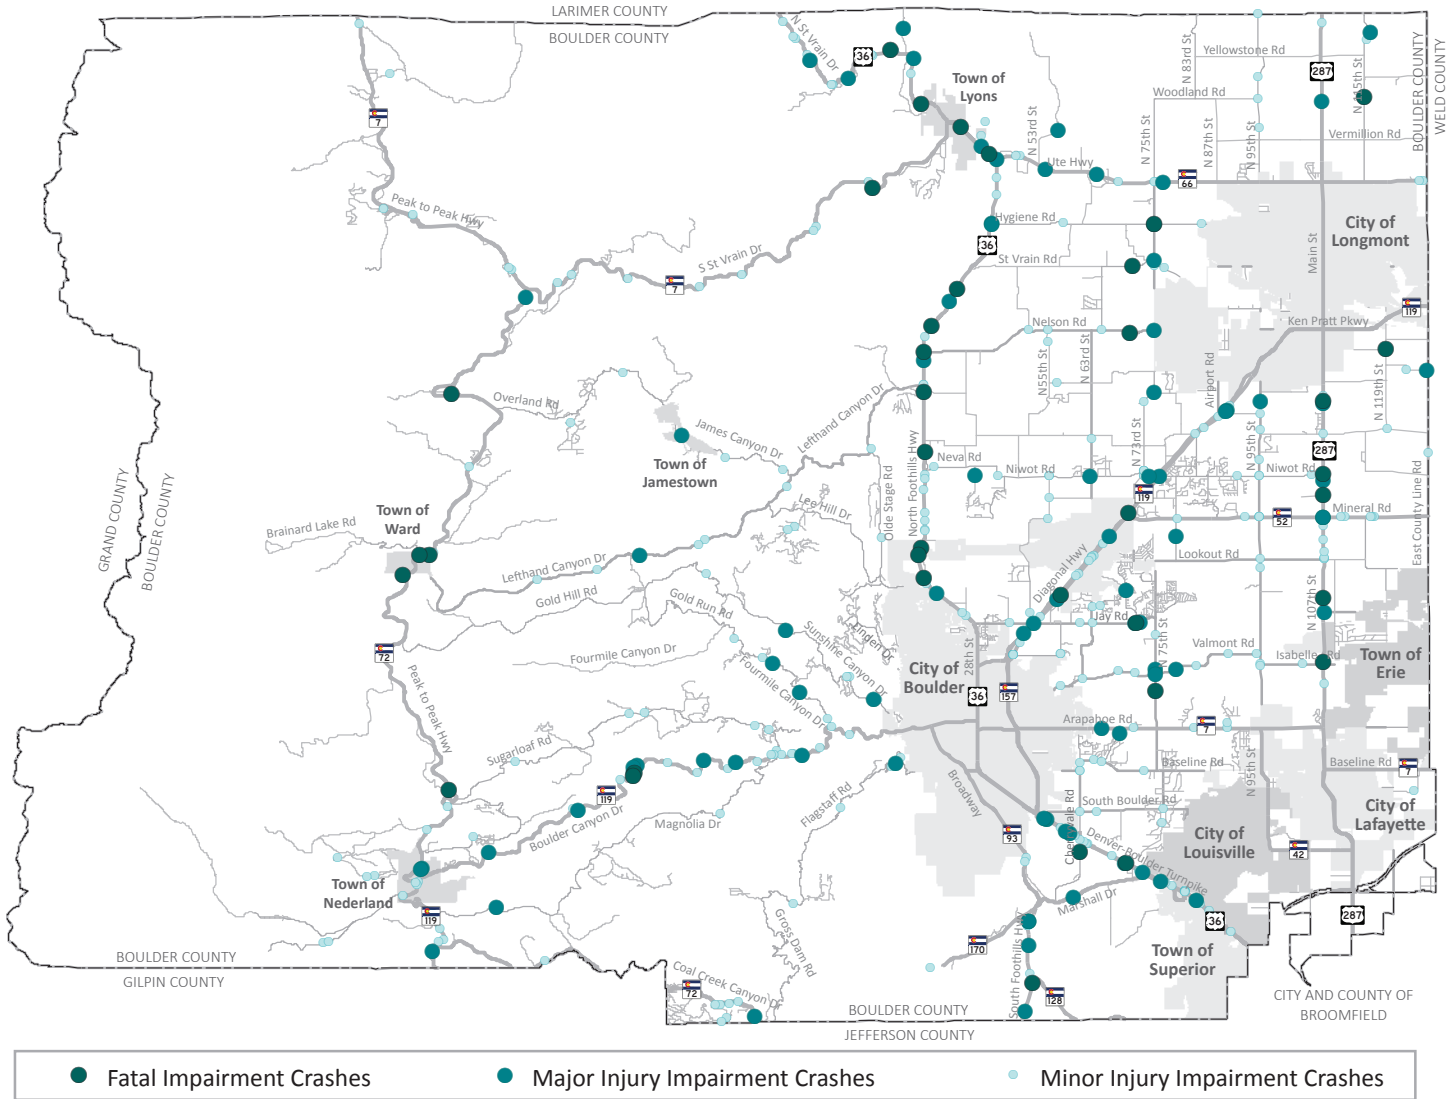 LARIMER COUNTY
BOULDER COUNTY
N St Vrain Dr
36
Town of
Lyons
N 53rd St
N 83rd St
Yellowstone Rd
287
N 115th St
BOULDER COUNTY
WELD COUNTY
Woodland Rd
7
N 75th St
N 87th St
N 95th St
Vermillion Rd
Ute Hwy
66
Peak to Peak Hwy
Hygiene Rd
36
City of
Longmont
Main St
S St Vrain Dr
7
St Vrain Rd
119
Nelson Rd
Ken Pratt Pkwy
N 55th St
N 63rd St
Airport Rd
N 119th St
Overland Rd
Lefthand Canyon Dr
James Canyon Dr
Town of
Jamestown
North Foothills Hwy
Olde Stage Rd
Neva Rd
Niwot Rd
N 73rd St
N 95th St
Niwot Rd
287
119
East County Line Rd
GRAND COUNTY
BOULDER COUNTY
Town of
Ward
Brainard Lake Rd
Lee Hill Dr
52
Mineral Rd
Lefthand Canyon Dr
Diagonal Hwy
Lookout Rd
Gold Hill Rd
Gold Run Rd
N 107th St
Sunshine Canyon Dr
Linden Dr
Jay Rd
N 75th St
Valmont Rd
Isabelle Rd
Town of
Erie
72
Fourmile Canyon Dr
Fourmile Canyon Dr
City of
Boulder
28th St
36
157
Peak to Peak Hwy
Arapahoe Rd
7
Sugarloaf Rd
Baseline Rd
N 95th St
Baseline Rd
7
119
Boulder Canyon Dr
Magnolia Dr
Flagstaff Rd
Broadway
93
Cherryvale Rd
South Boulder Rd
Denver-Boulder Turnpike
City of
Louisville
City of
Lafayette
42
Town of
Nederland
119
Marshall Dr
36
287
Gross Dam Rd
South Foothills Hwy
170
Town of
Superior
BOULDER COUNTY
GILPIN COUNTY
72
Coal Creek Canyon Dr
128
BOULDER COUNTY
JEFFERSON COUNTY
CITY AND COUNTY OF
BROOMFIELD
Fatal Impairment Crashes
Major Injury Impairment Crashes
Minor Injury Impairment Crashes